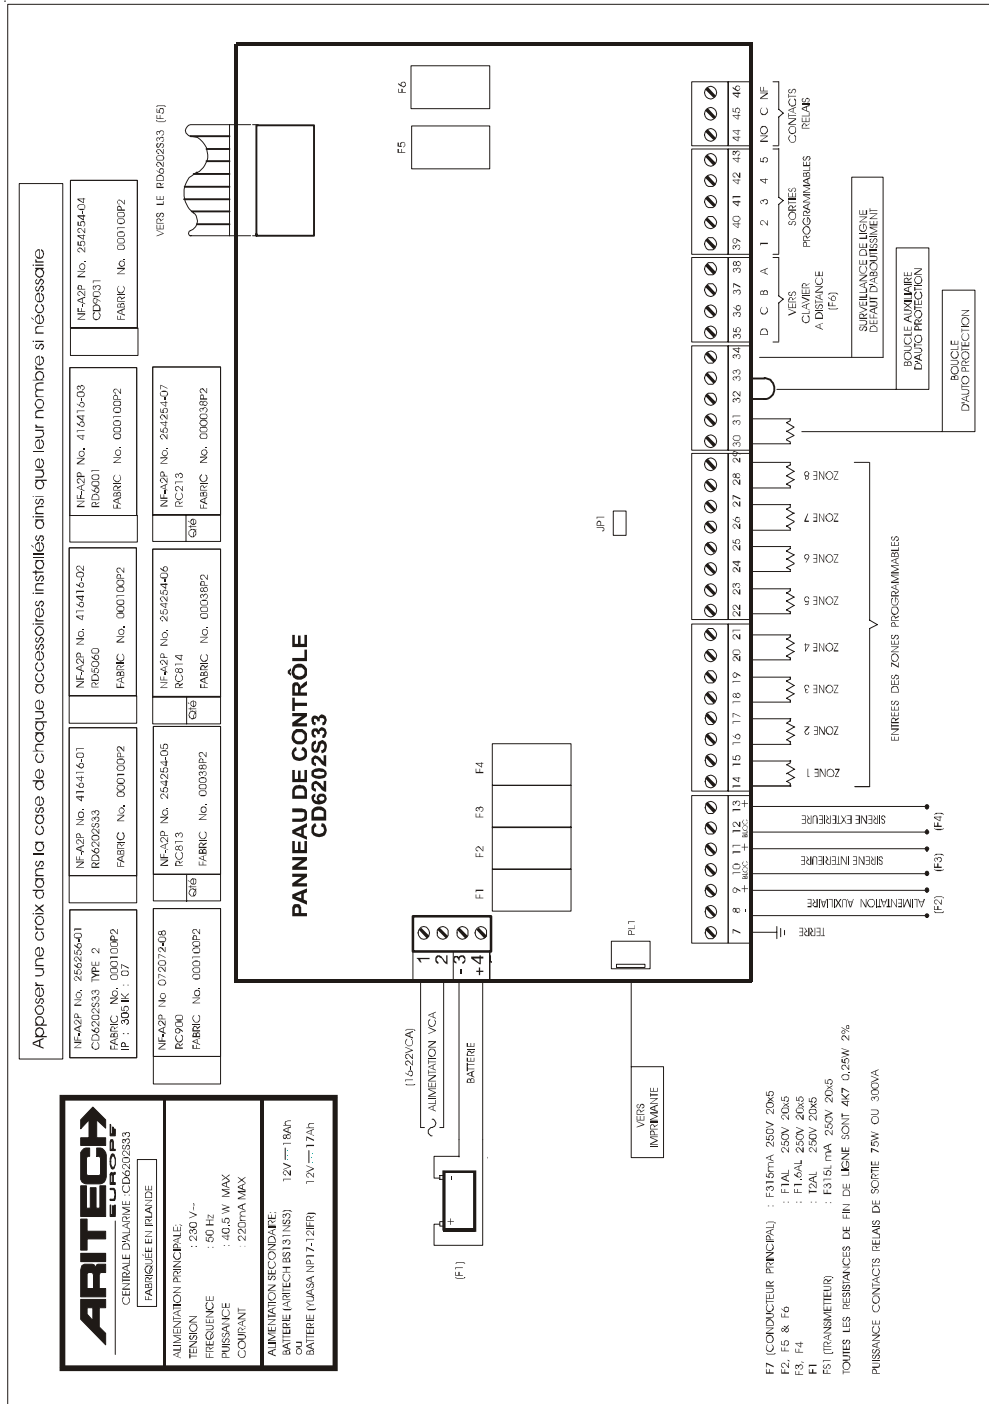 Apposer une croix dans la case de chaque accessoires installés ainsi que leur nombre si nécessaire
NF-A2P No. 256256-01
CD6202S33 TYPE 2
FABRIC No. 000100P2
IP : 305 IK : 07
NF-A2P No. 416416-01
RD6202S33
FABRIC No. 000100P2
NF-A2P No. 416416-02
RD5060
FABRIC No. 000100P2
NF-A2P No. 416416-03
RD6001
FABRIC No. 000100P2
NF-A2P No. 254254-04
CD9031
FABRIC No. 000100P2
NF-A2P No 072072-08
RC900
FABRIC No. 000100P2
Qté
NF-A2P No. 254254-05
RC813
FABRIC No. 00038P2
Qté
NF-A2P No. 254254-06
RC814
FABRIC No. 00038P2
Qté
NF-A2P No. 254254-07
RC213
FABRIC No. 000038P2
ARITECH
EUROPE
CENTRALE D'ALARME :CD6202S33
FABRIQUÉE EN IRLANDE
ALIMENTATION PRINCIPALE;
TENSION : 230 V~
FREQUENCE : 50 Hz
PUISSANCE : 40.5 W MAX
COURANT : 220mA MAX
ALIMENTATION SECONDAIRE:
BATTERIE (ARITECH BS131NS3) 12V 18Ah
OU
BATTERIE (YUASA NP17-12IFR) 12V 17Ah
VERS LE RD6202S33 (F5)
PANNEAU DE CONTRÔLE
CD6202S33
F1 F2 F3 F4
F5 F6
JP1
PL1
1
2
- 3
+ 4
(16-22VCA)
ALIMENTATION VCA
BATTERIE
+ -
(F1)
VERS
IMPRIMANTE
7 8 9 10 11 12 13 14 15 16 17 18 19 20 21 22 23 24 25 26 27 28 29 30 31 32 33 34 35 36 37 38 39 40 41 42 43 44 45 46
- + BLOC + BLOC +
D C B A
1 2 3 4 5
NO C NF
TERRE
ALIMENTATION AUXILIAIRE
(F2)
SIRENE INTERIEURE
(F3)
SIRENE EXTERIEURE
(F4)
ZONE 1
ZONE 2
ZONE 3
ZONE 4
ZONE 5
ZONE 6
ZONE 7
ZONE 8
ENTREES DES ZONES PROGRAMMABLES
BOUCLE
D'AUTO PROTECTION
BOUCLE AUXILIAIRE
D'AUTO PROTECTION
SURVEILLANCE DE LIGNE
DEFAUT D'ABOUTISSIMENT
VERS
CLAVIER
A DISTANCE
(F6)
SORTIES
PROGRAMMABLES
CONTACTS
RELAIS
F7 (CONDUCTEUR PRINCIPAL) : F315mA 250V 20x5
F2, F5 & F6 : F1AL 250V 20x5
F3, F4 : F1.6AL 250V 20x5
F1 : T2AL 250V 20x5
FS1 (TRANSMETTEUR) : F315L mA 250V 20x5
TOUTES LES RESISTANCES DE FIN DE LIGNE SONT 4K7 0,25W 2%
PUISSANCE CONTACTS RELAIS DE SORTIE 75W OU 300VA